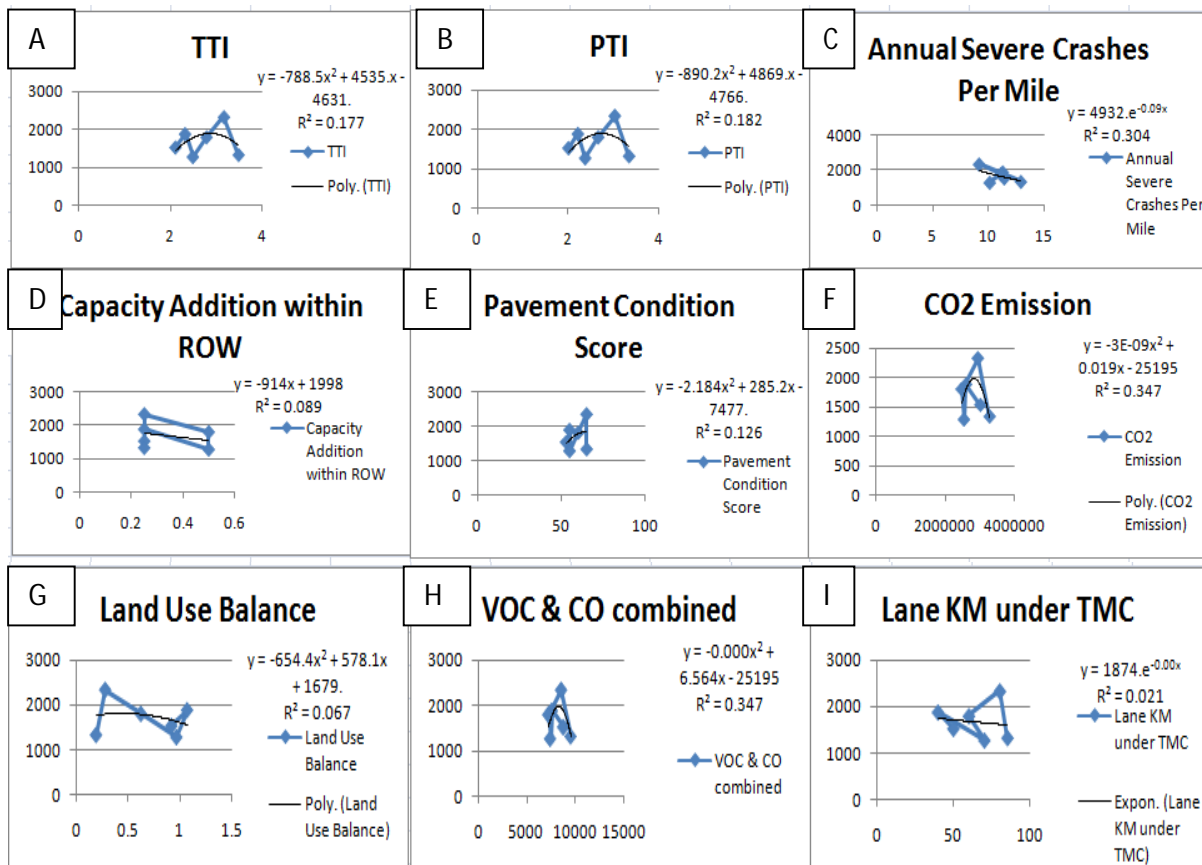 A
TTI
y = -788.5x² + 4535.x -
4631.
R² = 0.177
TTI
Poly. (TTI)
3000
2000
1000
0
0
2
4
B
PTI
y = -890.2x² + 4869.x -
4766.
R² = 0.182
PTI
Poly. (PTI)
3000
2000
1000
0
0
2
4
C
Annual Severe Crashes
Per Mile
y = 4932.e^-0.09x
R² = 0.304
Annual
Severe
Crashes Per
Mile
4000
2000
0
0
5
10
15
D
Capacity Addition within
ROW
y = -914x + 1998
R² = 0.089
Capacity
Addition
within ROW
3000
2000
1000
0
0
0.2
0.4
0.6
E
Pavement Condition
Score
y = -2.184x² + 285.2x -
7477.
R² = 0.126
Pavement
Condition
Score
3000
2500
2000
1500
1000
500
0
0
50
100
F
CO2 Emission
y = -3E-09x² +
0.019x - 25195
R² = 0.347
CO2
Emission
Poly. (CO2
Emission)
2500
2000
1500
1000
500
0
0
2000000
4000000
G
Land Use Balance
y = -654.4x² + 578.1x
+ 1679.
R² = 0.067
Land Use
Balance
Poly. (Land
Use Balance)
3000
2000
1000
0
0
0.5
1
1.5
H
VOC & CO combined
y = -0.000x² +
6.564x - 25195
R² = 0.347
VOC & CO
combined
3000
2500
2000
1500
1000
500
0
0
5000
10000
15000
I
Lane KM under TMC
y = 1874.e^-0.00x
R² = 0.021
Lane KM
under TMC
Expon. (Lane
KM under
TMC)
3000
2000
1000
0
0
50
100